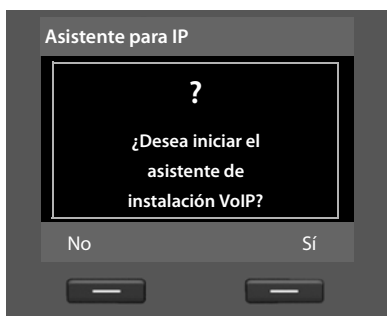 Asistente para IP
?
¿Desea iniciar el
asistente de
instalación VoIP?
No Sí